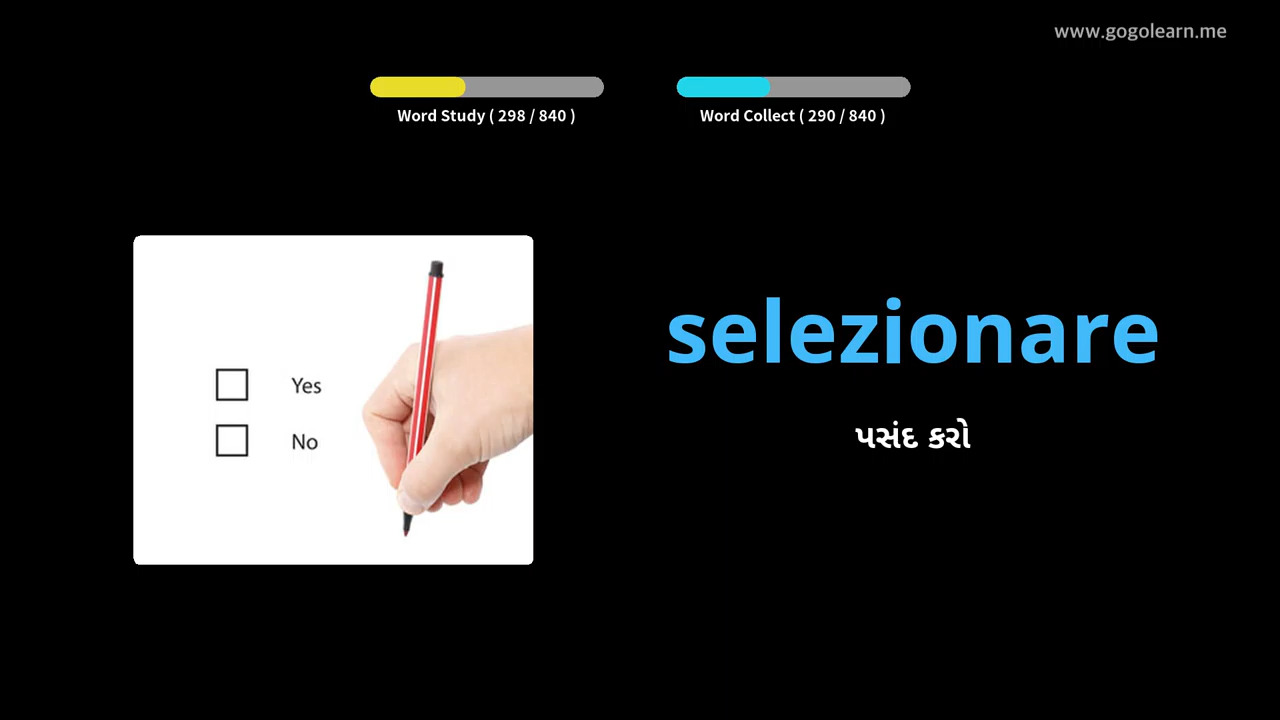 www.gogolearn.me
Word Study ( 298 / 840 )
Word Collect ( 290 / 840 )
Yes
No
selezionare
પસંદ કરો